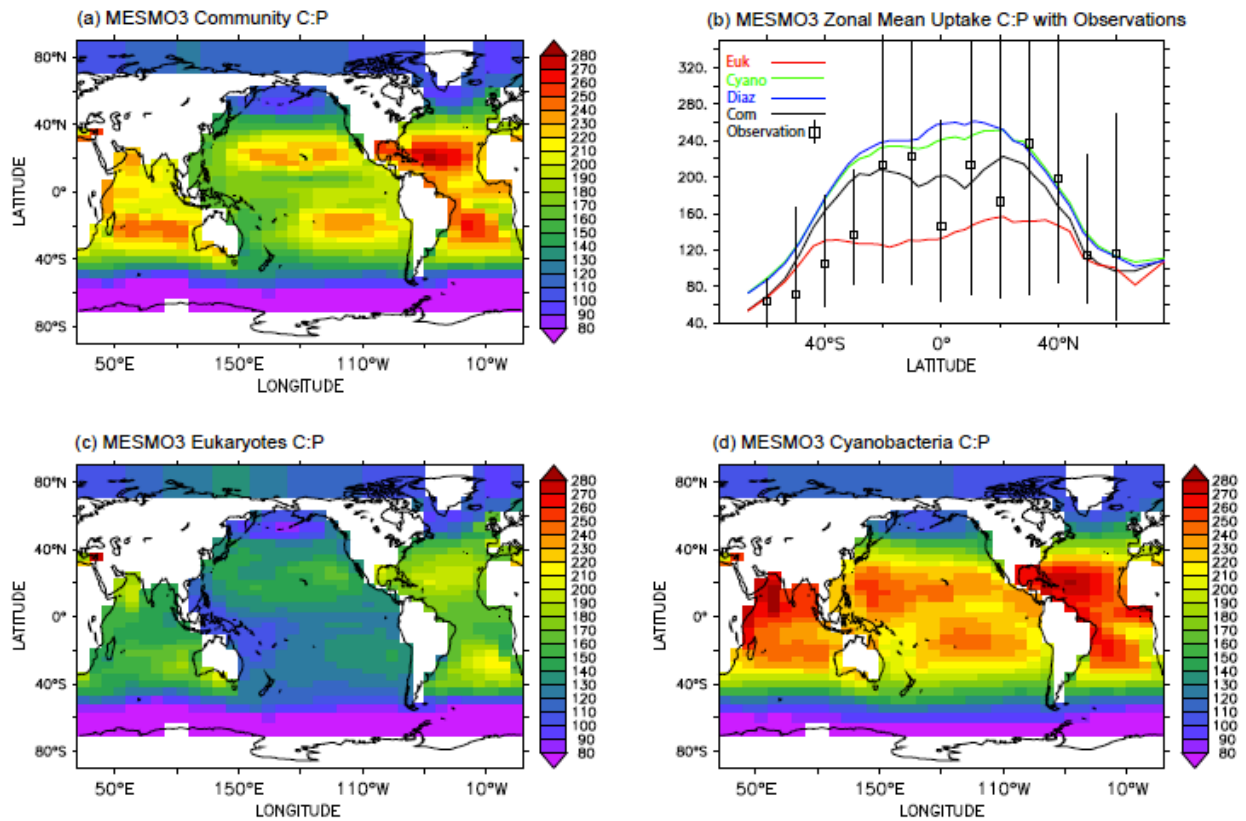 (a) MESMO3 Community C:P
80°N
40°N
0°
40°S
80°S
LATITUDE
50°E
150°E
110°W
10°W
LONGITUDE
280
270
260
250
240
230
220
210
200
190
180
170
160
150
140
130
120
110
100
90
80
(b) MESMO3 Zonal Mean Uptake C:P with Observations
320.
280.
240.
200.
160.
120.
80.
40.
Euk
Cyano
Diaz
Com
Observation
40°S
0°
40°N
LATITUDE
(c) MESMO3 Eukaryotes C:P
80°N
40°N
0°
40°S
80°S
LATITUDE
50°E
150°E
110°W
10°W
LONGITUDE
280
270
260
250
240
230
220
210
200
190
180
170
160
150
140
130
120
110
100
90
80
(d) MESMO3 Cyanobacteria C:P
80°N
40°N
0°
40°S
80°S
LATITUDE
50°E
150°E
110°W
10°W
LONGITUDE
280
270
260
250
240
230
220
210
200
190
180
170
160
150
140
130
120
110
100
90
80